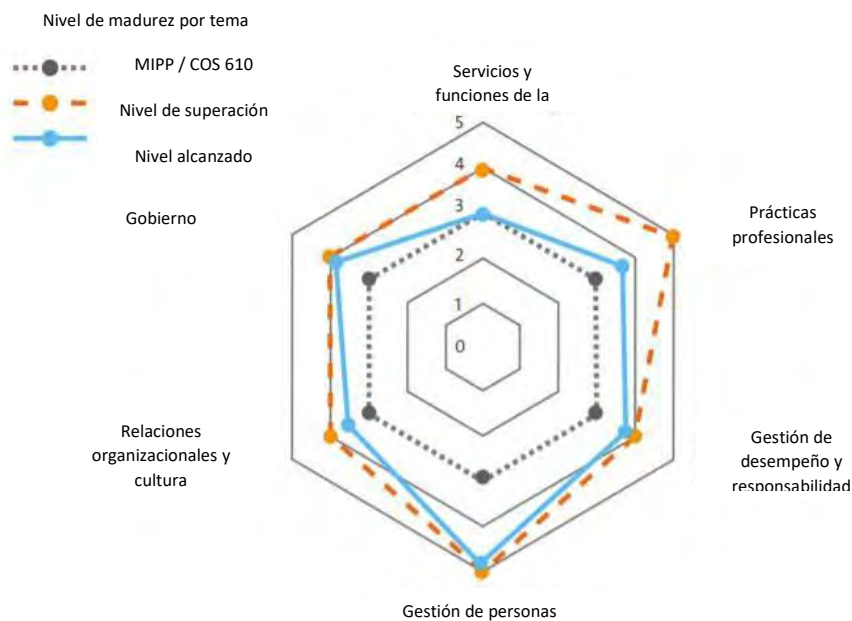 Nivel de madurez por tema
MIPP / COS 610
Nivel de superación
Nivel alcanzado
Servicios y
funciones de la
5
4
3
2
1
0
Gobierno
Prácticas
profesionales
Relaciones
organizacionales y
cultura
Gestión de
desempeño y
responsabilidad
Gestión de personas